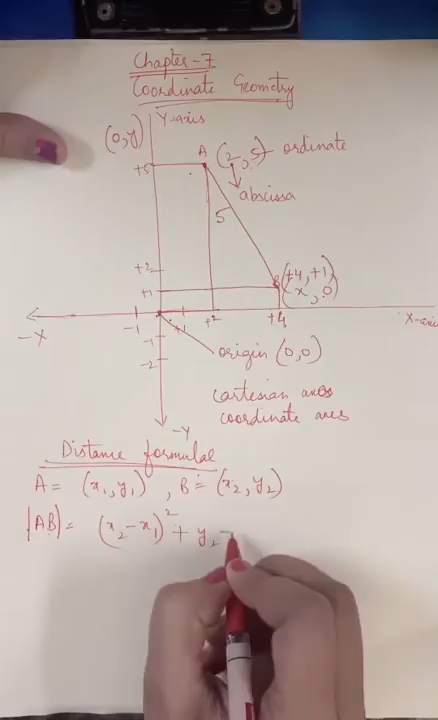 Chapter-7
Coordinate Geometry
Y-axis
(0,y)
A (2,5) → ordinate
+5
abscissa
5
+2
B (+4,+1)
+1
(x,0)
-X
-1 +1 +2 +4
X-axis
-1
origin (0,0)
-2
cartesian axes
coordinate axes
-Y
Distance formulae
A = (x₁,y₁) , B = (x₂,y₂)
|AB| = (x₂-x₁)² + y₂-